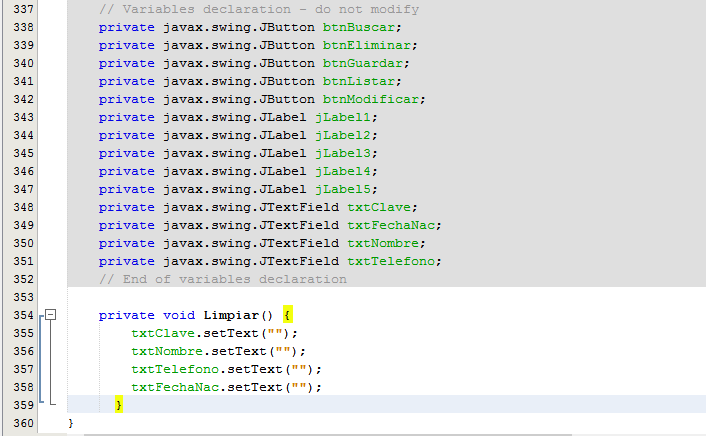 337 // Variables declaration - do not modify
338 private javax.swing.JButton btnBuscar;
339 private javax.swing.JButton btnEliminar;
340 private javax.swing.JButton btnGuardar;
341 private javax.swing.JButton btnListar;
342 private javax.swing.JButton btnModificar;
343 private javax.swing.JLabel jLabel1;
344 private javax.swing.JLabel jLabel2;
345 private javax.swing.JLabel jLabel3;
346 private javax.swing.JLabel jLabel4;
347 private javax.swing.JLabel jLabel5;
348 private javax.swing.JTextField txtClave;
349 private javax.swing.JTextField txtFechaNac;
350 private javax.swing.JTextField txtNombre;
351 private javax.swing.JTextField txtTelefono;
352 // End of variables declaration
353
354 private void Limpiar() {
355 txtClave.setText("");
356 txtNombre.setText("");
357 txtTelefono.setText("");
358 txtFechaNac.setText("");
359 }
360 }